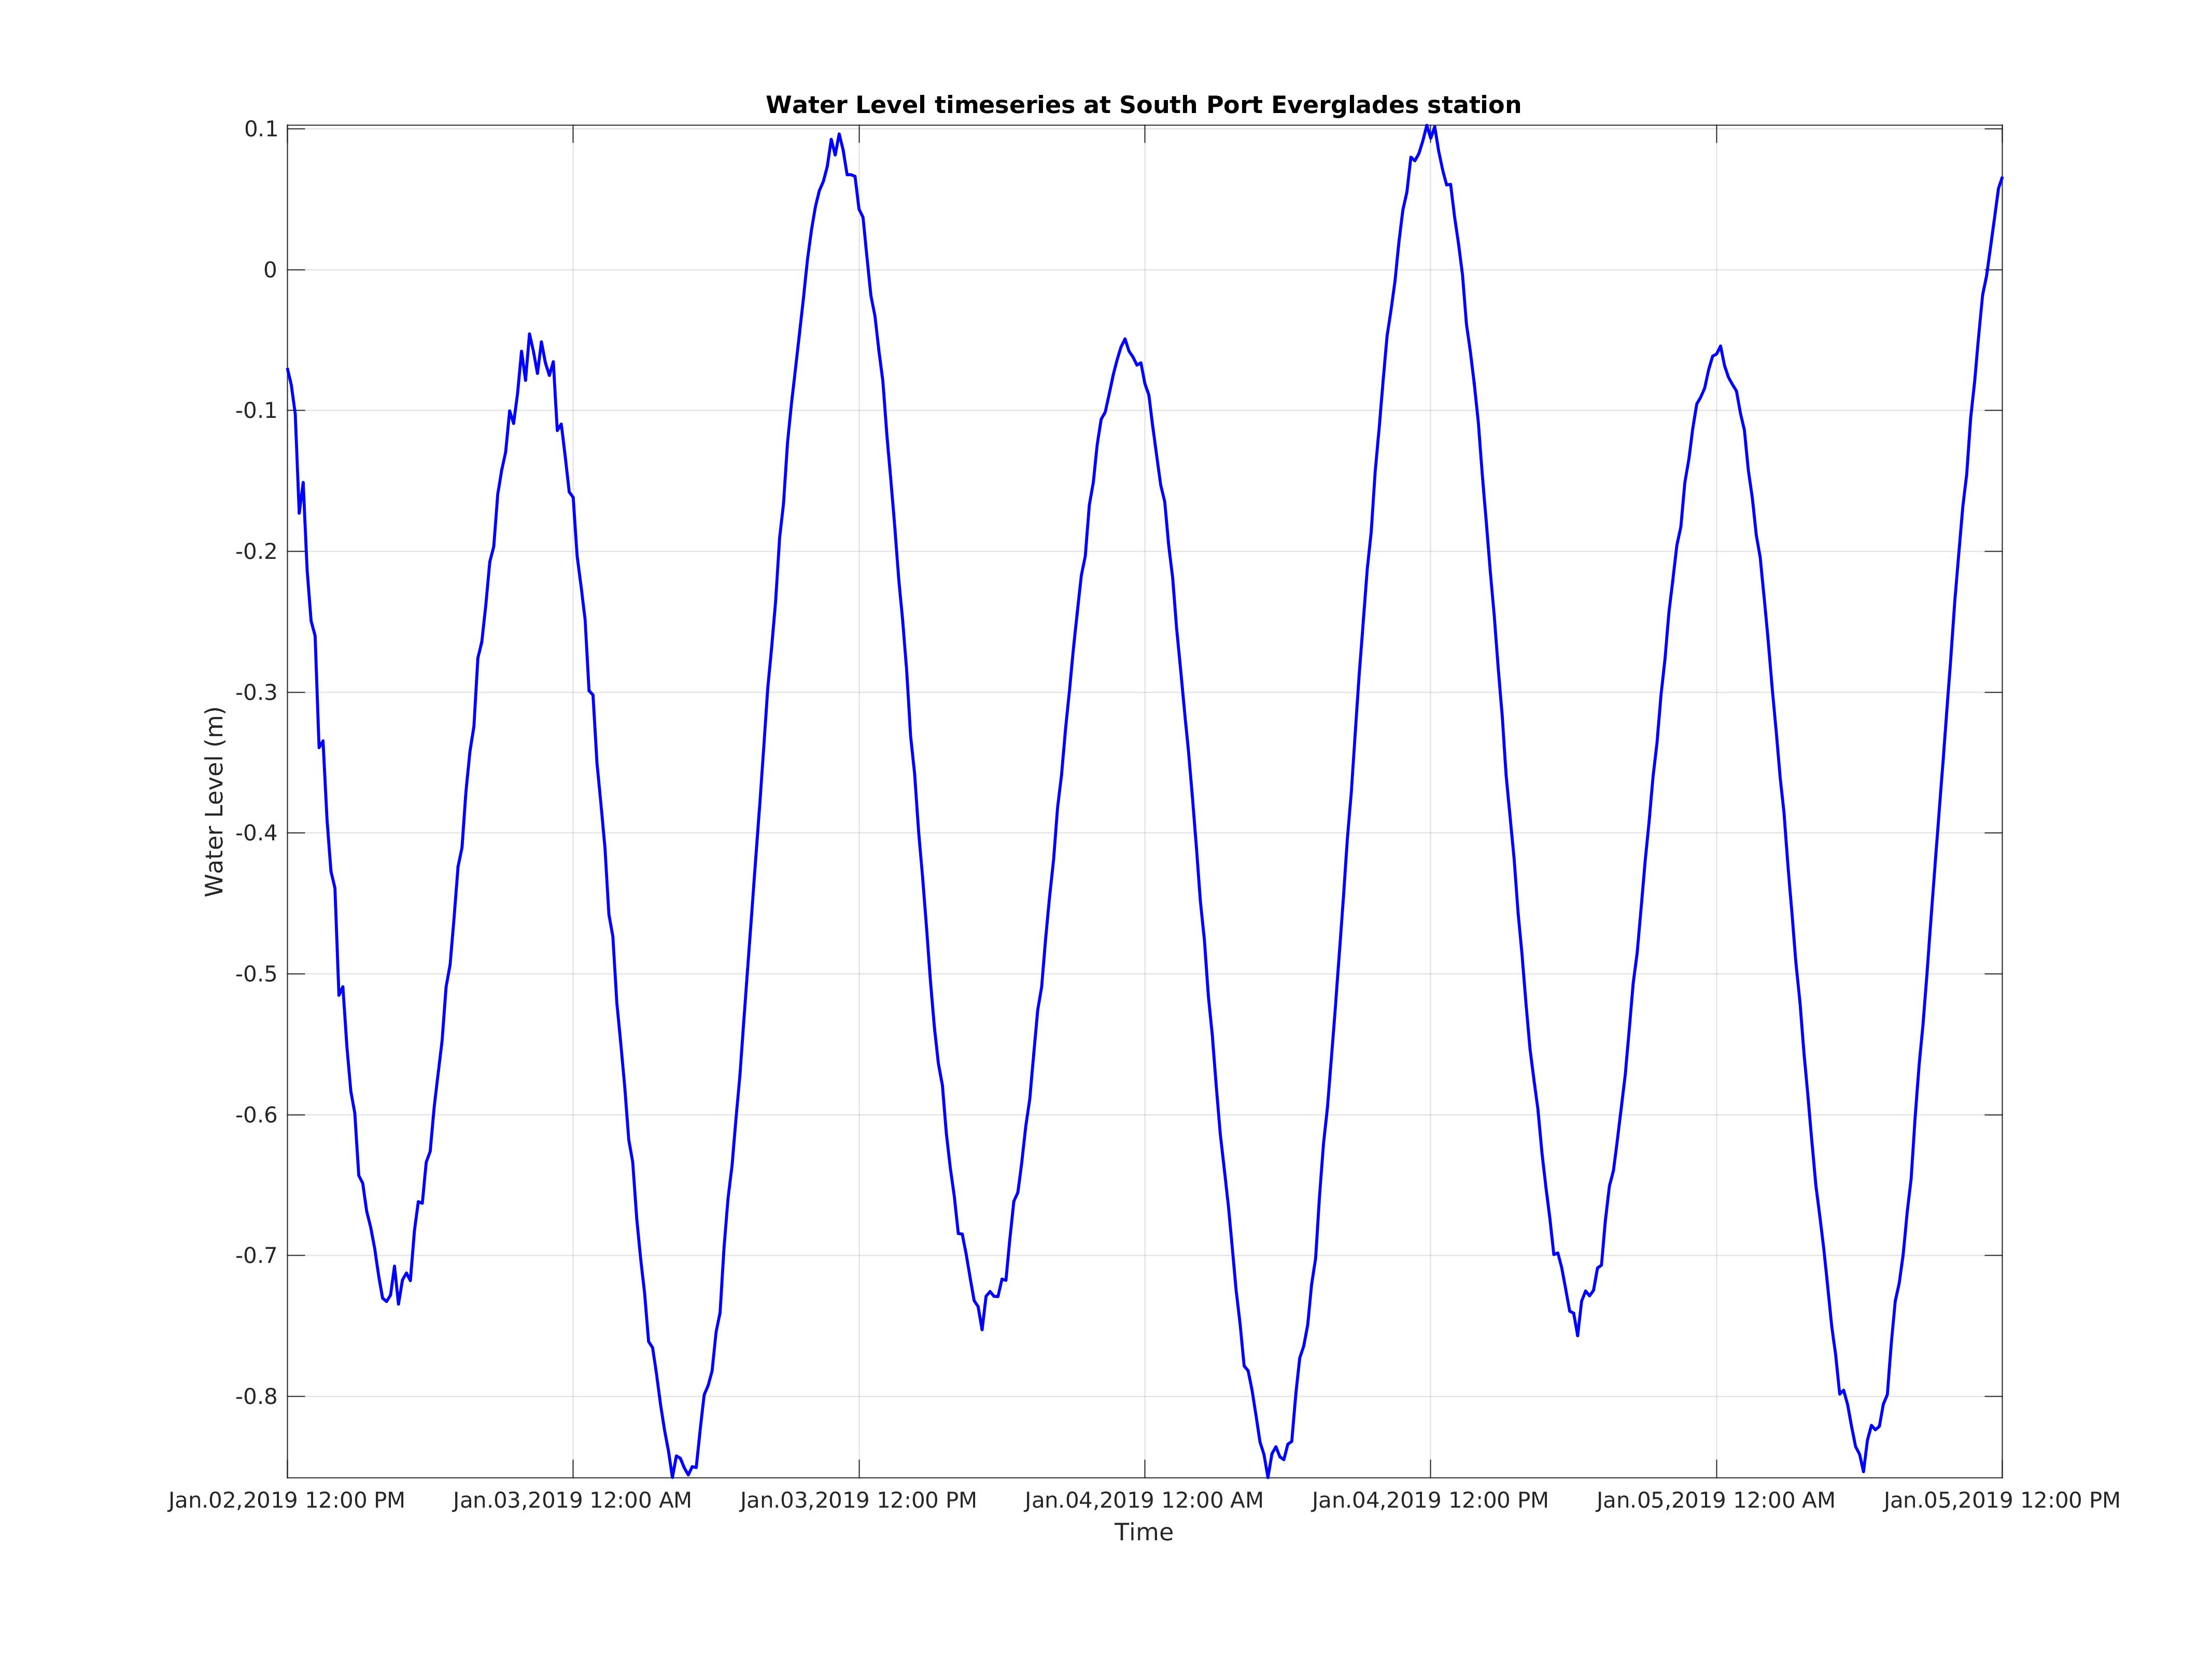 Water Level timeseries at South Port Everglades station
0.1
0
-0.1
-0.2
-0.3
-0.4
-0.5
-0.6
-0.7
-0.8
Water Level (m)
Jan.02,2019 12:00 PM
Jan.03,2019 12:00 AM
Jan.03,2019 12:00 PM
Jan.04,2019 12:00 AM
Jan.04,2019 12:00 PM
Jan.05,2019 12:00 AM
Jan.05,2019 12:00 PM
Time